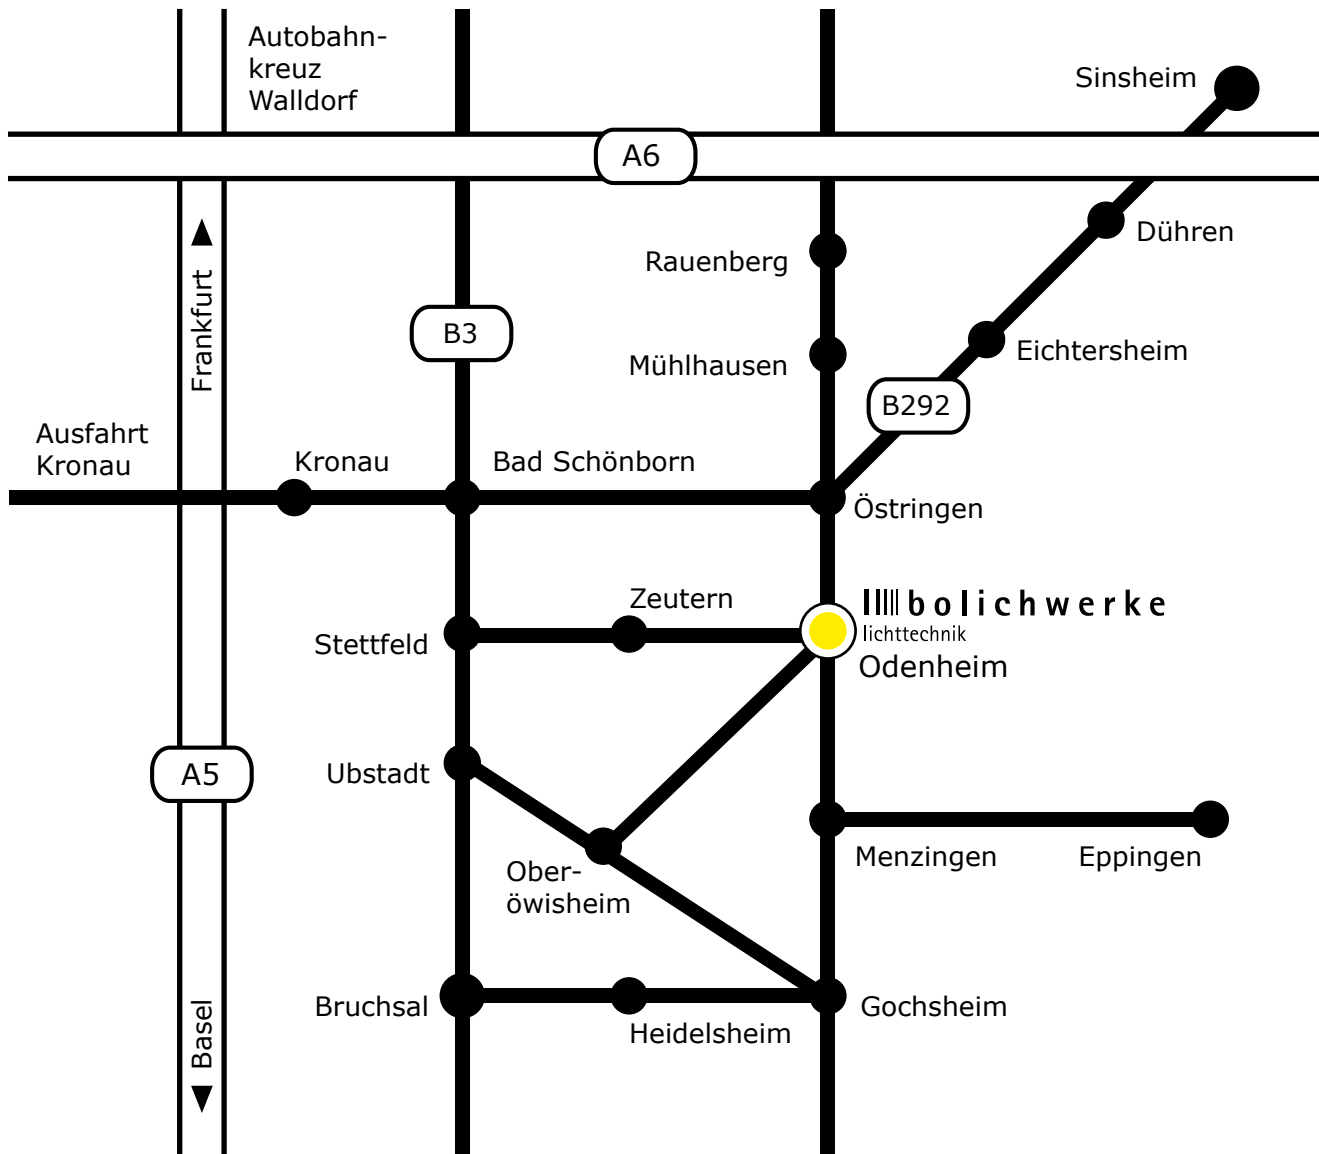 Autobahn-
kreuz
Walldorf
Sinsheim
A6
Dühren
Rauenberg
Frankfurt
B3
Eichtersheim
Mühlhausen
B292
Ausfahrt
Kronau
Kronau
Bad Schönborn
Östringen
Zeutern
bolichwerke
lichttechnik
Stettfeld
Odenheim
Ubstadt
A5
Menzingen
Eppingen
Ober-
öwisheim
Bruchsal
Gochsheim
Heidelsheim
Basel